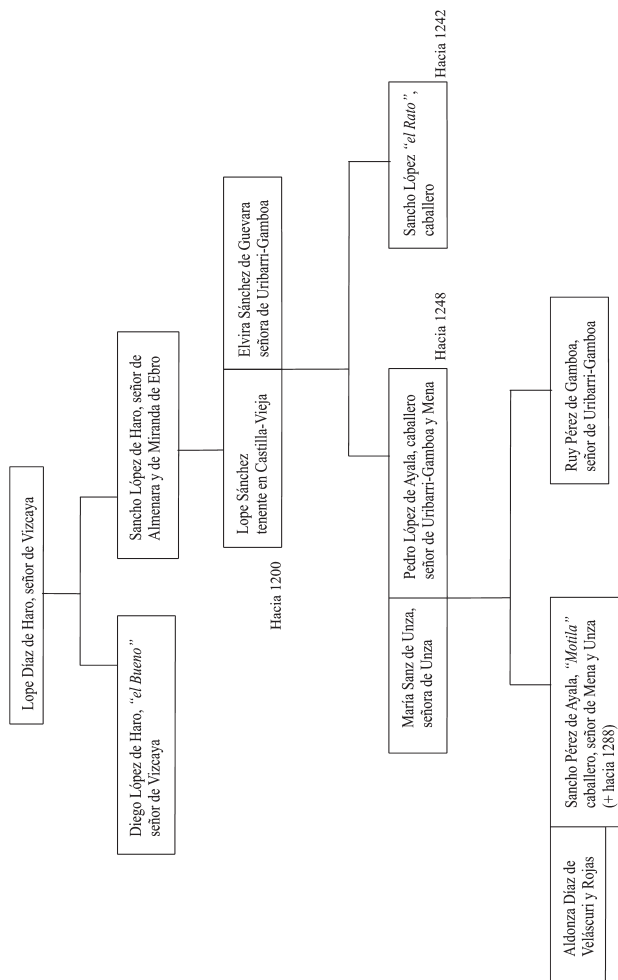 Lope Díaz de Haro, señor de Vizcaya
Diego López de Haro, “el Bueno”
señor de Vizcaya
Sancho López de Haro, señor de
Almenara y de Miranda de Ebro
Hacia 1200
Lope Sánchez
tenente en Castilla-Vieja
Elvira Sánchez de Guevara
señora de Uribarri-Gamboa
María Sanz de Unza,
señora de Unza
Pedro López de Ayala, caballero
señor de Uribarri-Gamboa y Mena
Hacia 1248
Sancho López “el Rato”,
caballero
Hacia 1242
Aldonza Díaz de
Veláscuri y Rojas
Sancho Pérez de Ayala, “Motila”
caballero, señor de Mena y Unza
(+ hacia 1288)
Ruy Pérez de Gamboa,
señor de Uribarri-Gamboa